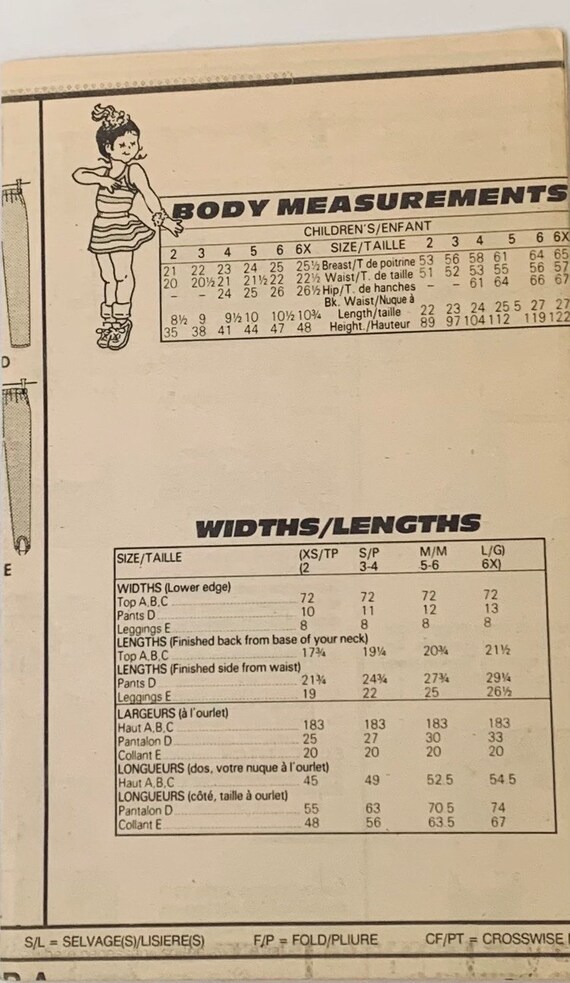 D
E
BODY MEASUREMENTS
CHILDREN'S/ENFANT
2 3 4 5 6 6X SIZE/TAILLE 2 3 4 5 6 6X
21 22 23 24 25 25½ Breast/T de poitrine 53 56 58 61 64 65
20 20½ 21 21½ 22 22½ Waist/T. de taille 51 52 53 55 56 57
– – 24 25 26 26½ Hip/T. de hanches – – 61 64 66 67
Bk. Waist/Nuque à
8½ 9 9½ 10 10½ 10¾ Length/taille 22 23 24 25 5 27 27
35 38 41 44 47 48 Height./Hauteur 89 97 104 112 119 122
WIDTHS/LENGTHS
SIZE/TAILLE (XS/TP S/P M/M L/G)
(2 3-4 5-6 6X)
WIDTHS (Lower edge)
Top A,B,C 72 72 72 72
Pants D 10 11 12 13
Leggings E 8 8 8 8
LENGTHS (Finished back from base of your neck)
Top A,B,C 17¾ 19¼ 20¾ 21½
LENGTHS (Finished side from waist)
Pants D 21¾ 24¾ 27¾ 29¼
Leggings E 19 22 25 26½
LARGEURS (à l'ourlet)
Haut A,B,C 183 183 183 183
Pantalon D 25 27 30 33
Collant E 20 20 20 20
LONGUEURS (dos, votre nuque à l'ourlet)
Haut A,B,C 45 49 52.5 54.5
LONGUEURS (côté, taille à ourlet)
Pantalon D 55 63 70 5 74
Collant E 48 56 63.5 67
S/L = SELVAGE(S)/LISIERE(S) F/P = FOLD/PLIURE CF/PT = CROSSWISE